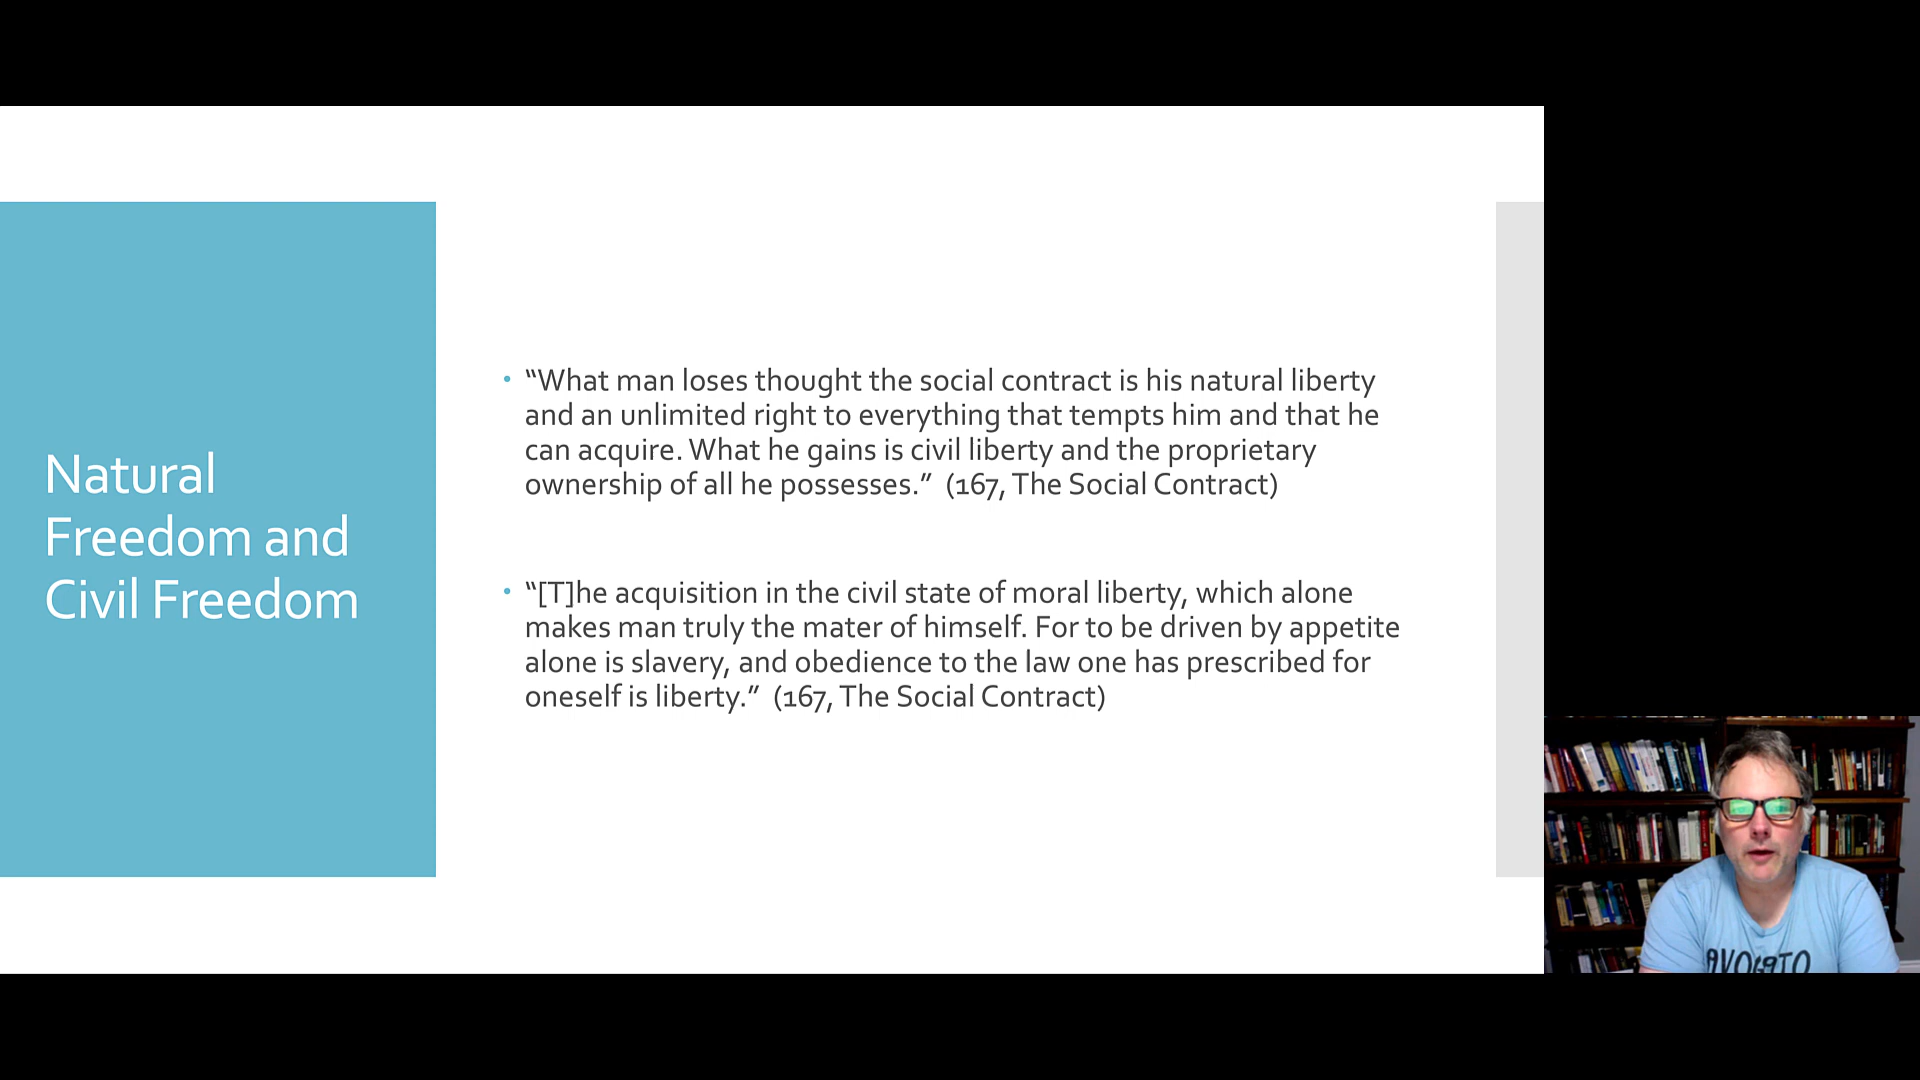 Natural
Freedom and
Civil Freedom
• “What man loses thought the social contract is his natural liberty
and an unlimited right to everything that tempts him and that he
can acquire. What he gains is civil liberty and the proprietary
ownership of all he possesses.” (167, The Social Contract)
• “[T]he acquisition in the civil state of moral liberty, which alone
makes man truly the mater of himself. For to be driven by appetite
alone is slavery, and obedience to the law one has prescribed for
oneself is liberty.” (167, The Social Contract)
AVOGATO